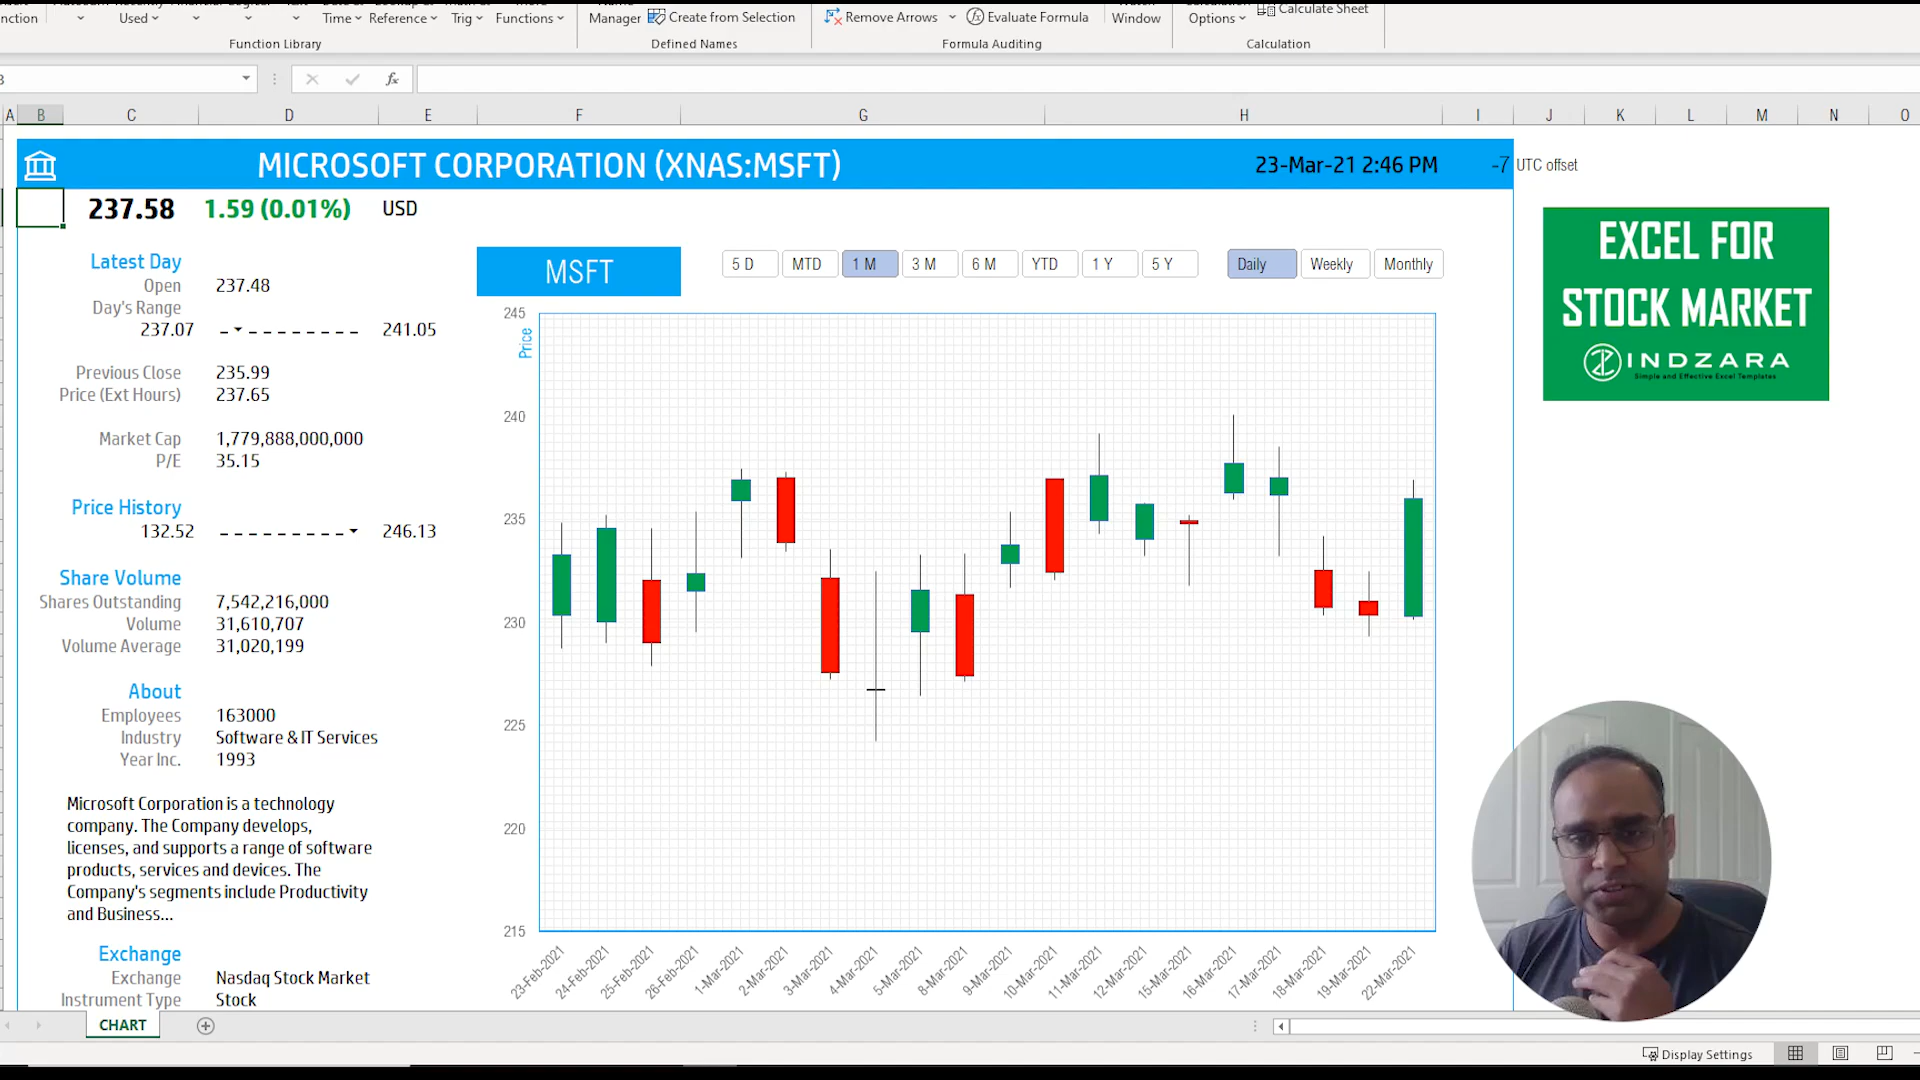 nction
Used
Time
Reference
Trig
Functions
Manager
Create from Selection
Remove Arrows
Evaluate Formula
Window
Options
Calculate Sheet
Function Library
Defined Names
Formula Auditing
Calculation
fx
A B C D E F G H I J K L M N O
MICROSOFT CORPORATION (XNAS:MSFT)
23-Mar-21 2:46 PM
-7
UTC offset
237.58
1.59 (0.01%)
USD
Latest Day
Open 237.48
Day's Range
237.07
241.05
Previous Close 235.99
Price (Ext Hours) 237.65
Market Cap 1,779,888,000,000
P/E 35.15
Price History
132.52
246.13
Share Volume
Shares Outstanding 7,542,216,000
Volume 31,610,707
Volume Average 31,020,199
About
Employees 163000
Industry Software & IT Services
Year Inc. 1993
Microsoft Corporation is a technology
company. The Company develops,
licenses, and supports a range of software
products, services and devices. The
Company's segments include Productivity
and Business...
Exchange
Exchange Nasdaq Stock Market
Instrument Type Stock
MSFT
5 D
MTD
1 M
3 M
6 M
YTD
1 Y
5 Y
Daily
Weekly
Monthly
Price
245
240
235
230
225
220
215
23-Feb-2021
24-Feb-2021
25-Feb-2021
26-Feb-2021
1-Mar-2021
2-Mar-2021
3-Mar-2021
4-Mar-2021
5-Mar-2021
8-Mar-2021
9-Mar-2021
10-Mar-2021
11-Mar-2021
12-Mar-2021
15-Mar-2021
16-Mar-2021
17-Mar-2021
18-Mar-2021
19-Mar-2021
22-Mar-2021
EXCEL FOR
STOCK MARKET
INDZARA
Simple and Effective Excel Templates
CHART
Display Settings